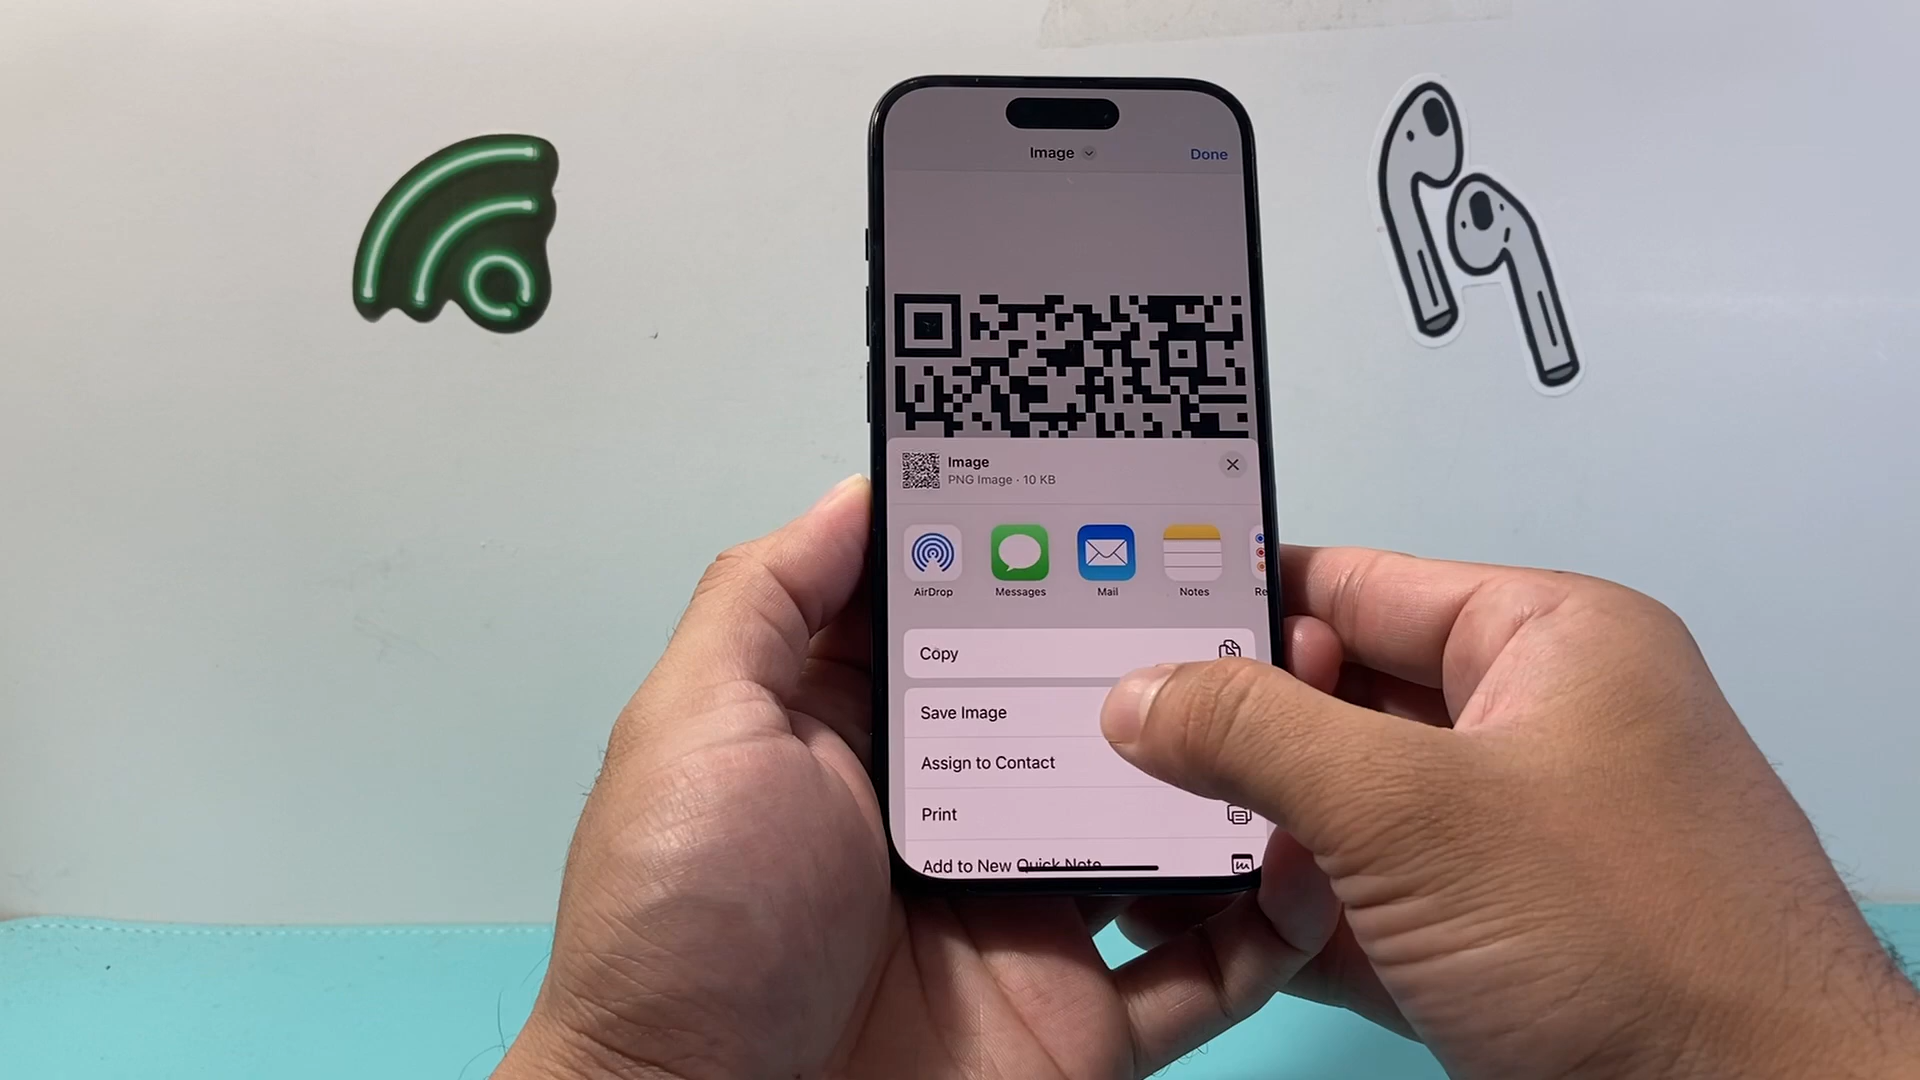 Image
Done
Image
PNG Image · 10 KB
AirDrop
Messages
Mail
Notes
Re
Copy
Save Image
Assign to Contact
Print
Add to New Quick Note